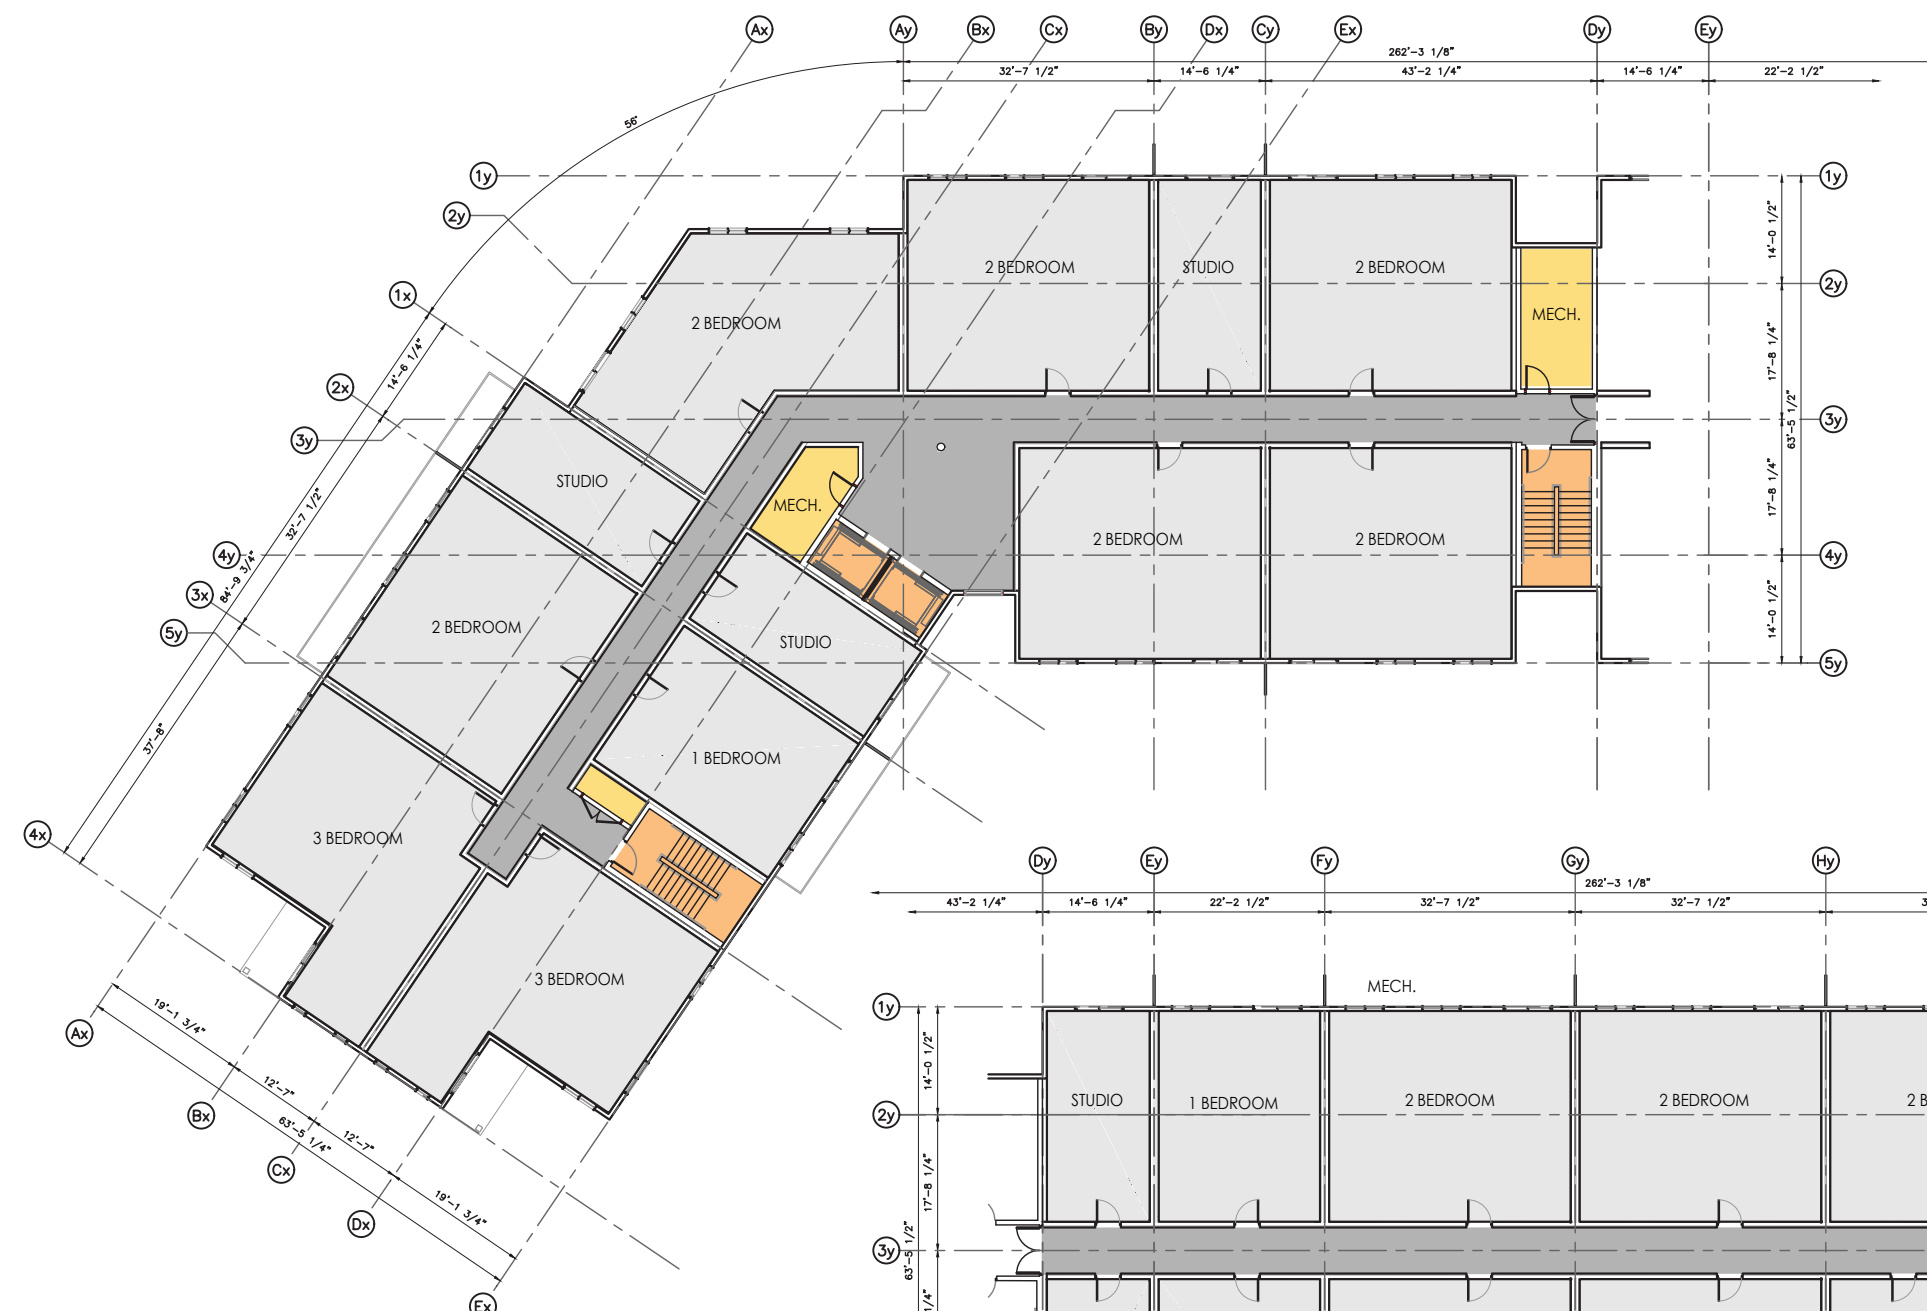 Ax
Ay
Bx
Cx
By
Dx
Cy
Ex
Dy
Ey
262'-3 1/8"
32'-7 1/2"
14'-6 1/4"
43'-2 1/4"
14'-6 1/4"
22'-2 1/2"
56°
1y
1y
2y
14'-0 1/2"
2 BEDROOM
STUDIO
2 BEDROOM
2y
1x
MECH.
2 BEDROOM
14'-6 1/4"
17'-8 1/4"
2x
3y
63'-5 1/2"
3y
STUDIO
MECH.
17'-8 1/4"
32'-7 1/2"
2 BEDROOM
2 BEDROOM
4y
4y
84'-9 3/4"
3x
14'-0 1/2"
5y
2 BEDROOM
STUDIO
5y
37'-8"
1 BEDROOM
4x
3 BEDROOM
3 BEDROOM
Ax
19'-1 3/4"
Bx
12'-7"
63'-5 1/4"
Cx
12'-7"
Dx
19'-1 3/4"
Ex
Dy
Ey
Fy
Gy
Hy
262'-3 1/8"
43'-2 1/4"
14'-6 1/4"
22'-2 1/2"
32'-7 1/2"
32'-7 1/2"
3
MECH.
1y
14'-0 1/2"
STUDIO
1 BEDROOM
2 BEDROOM
2 BEDROOM
2 B
2y
17'-8 1/4"
3y
63'-5 1/2"
1/4"